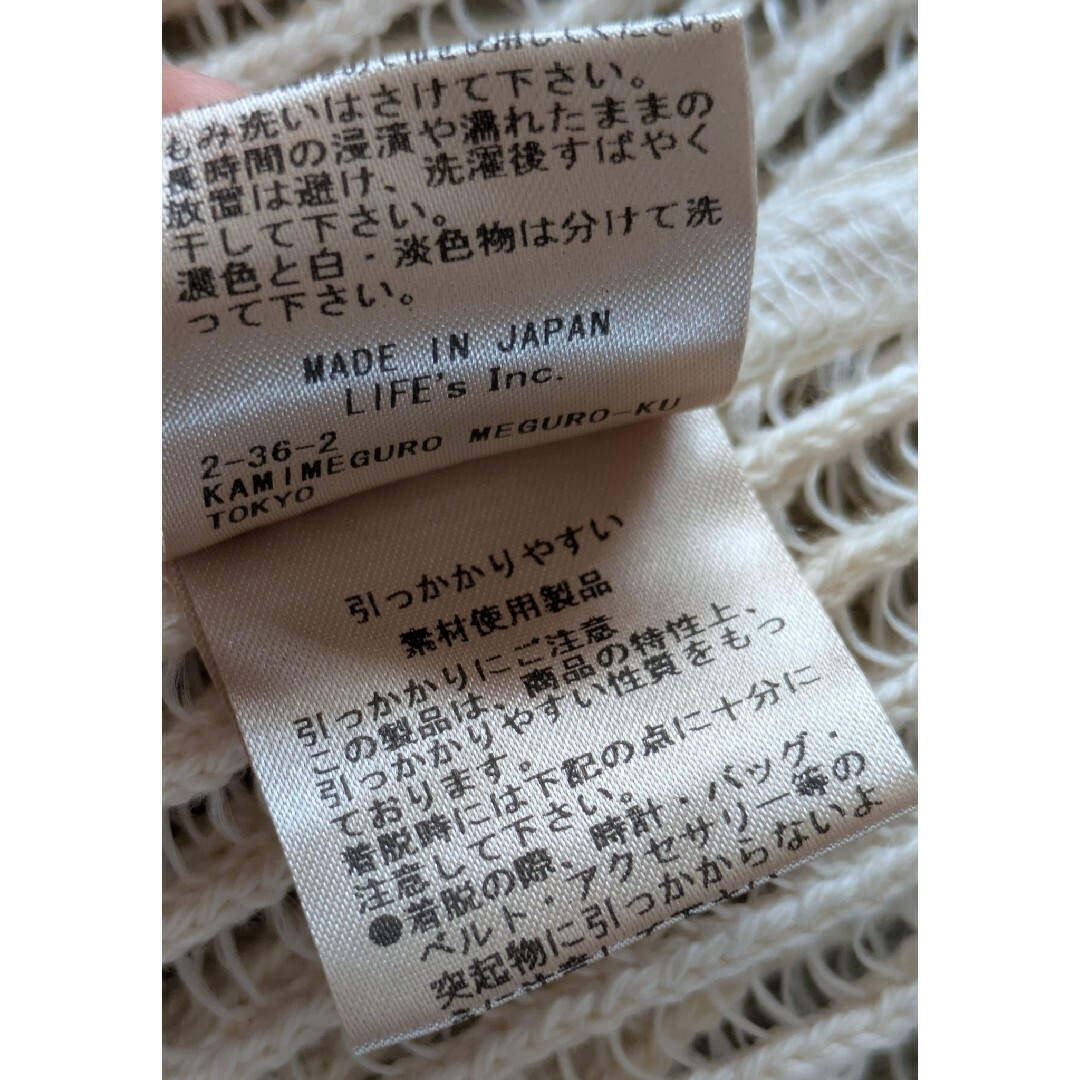 してください。
もみ洗いはさけて下さい。
長時間の浸漬や濡れたままの
放置は避け、洗濯後すばやく
干して下さい。
濃色と白・淡色物は分けて洗
って下さい。
MADE IN JAPAN
LIFE's Inc.
2-36-2
KAMIMEGURO MEGURO-KU
TOKYO
引っかかりやすい
素材使用製品
引っかかりにご注意
この製品は、商品の特性上、
引っかかりやすい性質をもっ
ております。
着脱時には下記の点に十分に
注意して下さい。
●着脱の際、時計・バッグ・
ベルト・アクセサリー等の
突起物に引っかからないよ